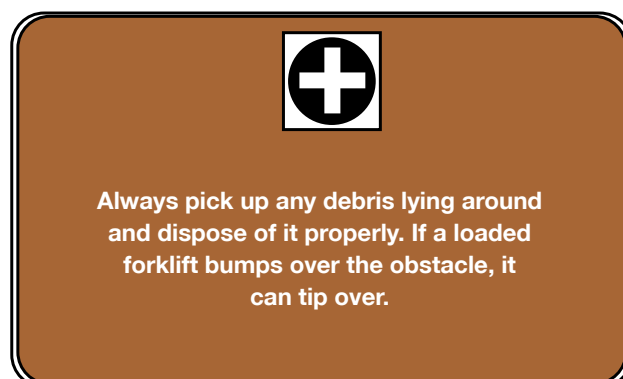 Always pick up any debris lying around
and dispose of it properly. If a loaded
forklift bumps over the obstacle, it
can tip over.